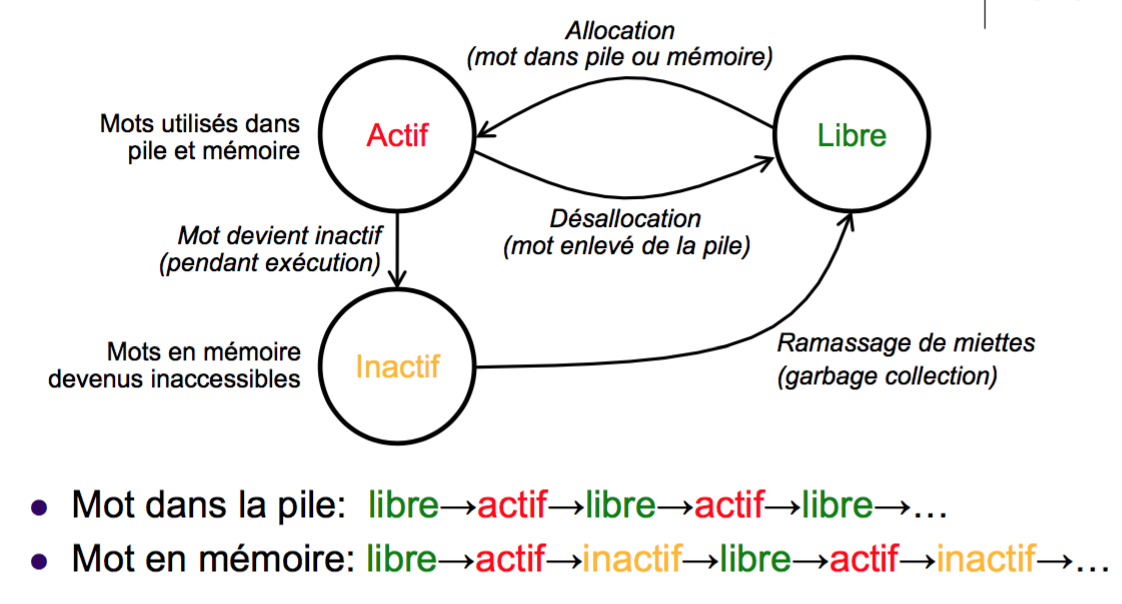 Allocation
(mot dans pile ou mémoire)
Mots utilisés dans
pile et mémoire
Actif
Libre
Désallocation
(mot enlevé de la pile)
Mot devient inactif
(pendant exécution)
Mots en mémoire
devenus inaccessibles
Inactif
Ramassage de miettes
(garbage collection)
● Mot dans la pile: libre→actif→libre→actif→libre→…
● Mot en mémoire: libre→actif→inactif→libre→actif→inactif→…